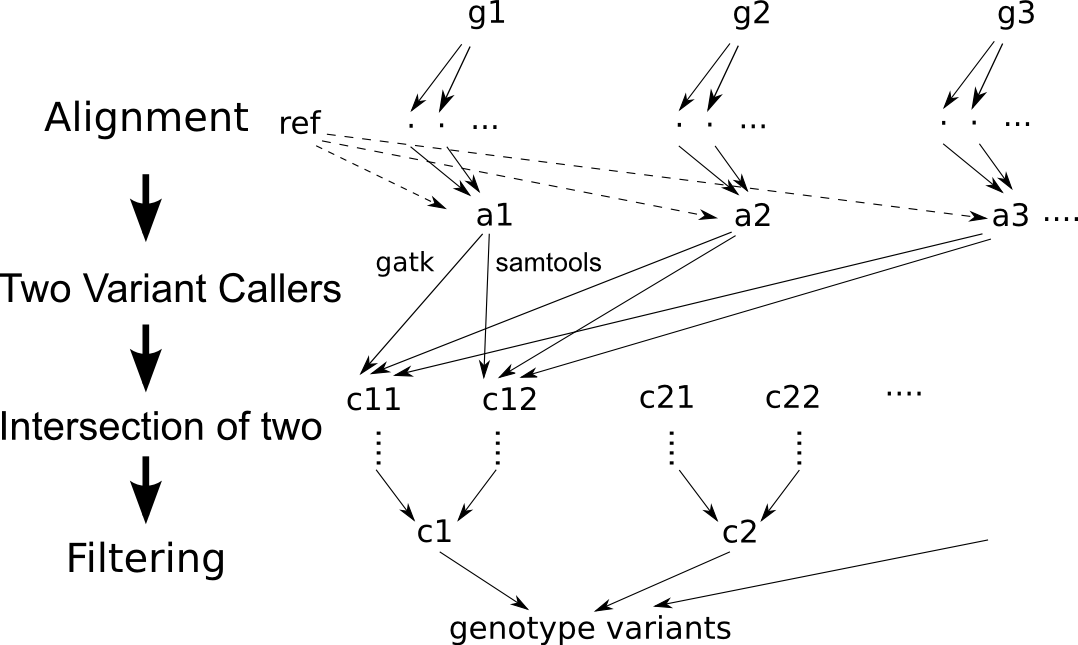 g1 g2 g3
Alignment ref . . ... . . ... . . ...
a1 a2 a3 ....
gatk samtools
Two Variant Callers
c11 c12 c21 c22 ....
Intersection of two
c1 c2
Filtering
genotype variants